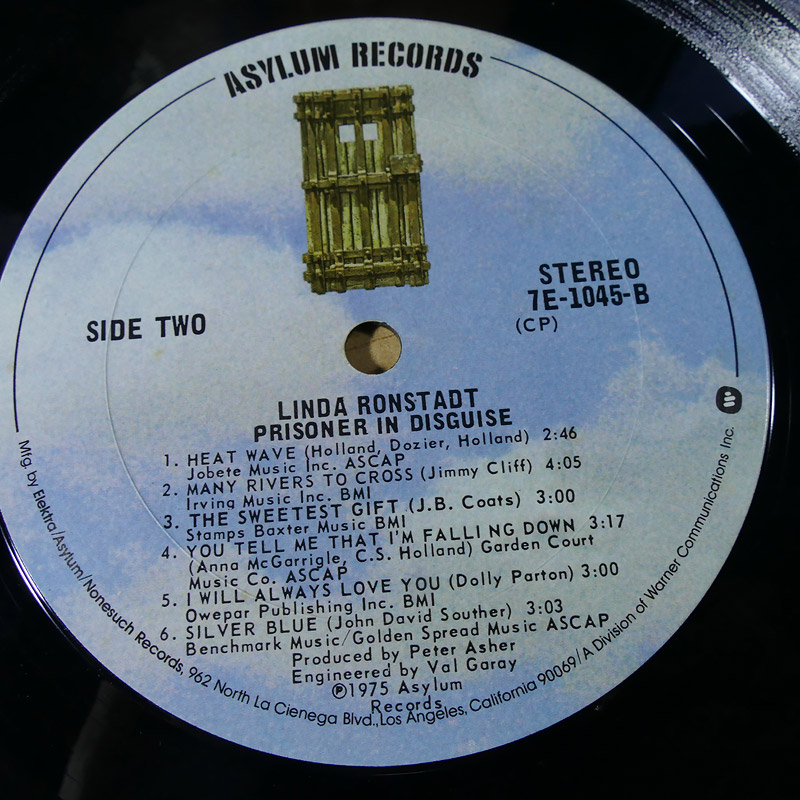 ASYLUM RECORDS
STEREO
7E-1045-B
(CP)
SIDE TWO
LINDA RONSTADT
PRISONER IN DISGUISE
1. HEAT WAVE (Holland, Dozier, Holland) 2:46
Jobete Music Inc. ASCAP
2. MANY RIVERS TO CROSS (Jimmy Cliff) 4:05
Irving Music Inc. BMI
3. THE SWEETEST GIFT (J.B. Coats) 3:00
Stamps Baxter Music BMI
4. YOU TELL ME THAT I'M FALLING DOWN 3:17
(Anna McGarrigle, C.S. Holland) Garden Court
Music Co. ASCAP
5. I WILL ALWAYS LOVE YOU (Dolly Parton) 3:00
Owepar Publishing Inc. BMI
6. SILVER BLUE (John David Souther) 3:03
Benchmark Music/Golden Spread Music ASCAP
Produced by Peter Asher
Engineered by Val Garay
℗1975 Asylum
Records
Mfg. by Elektra/Asylum/Nonesuch Records, 962 North La Cienega Blvd., Los Angeles, California 90069/A Division of Warner Communications Inc.